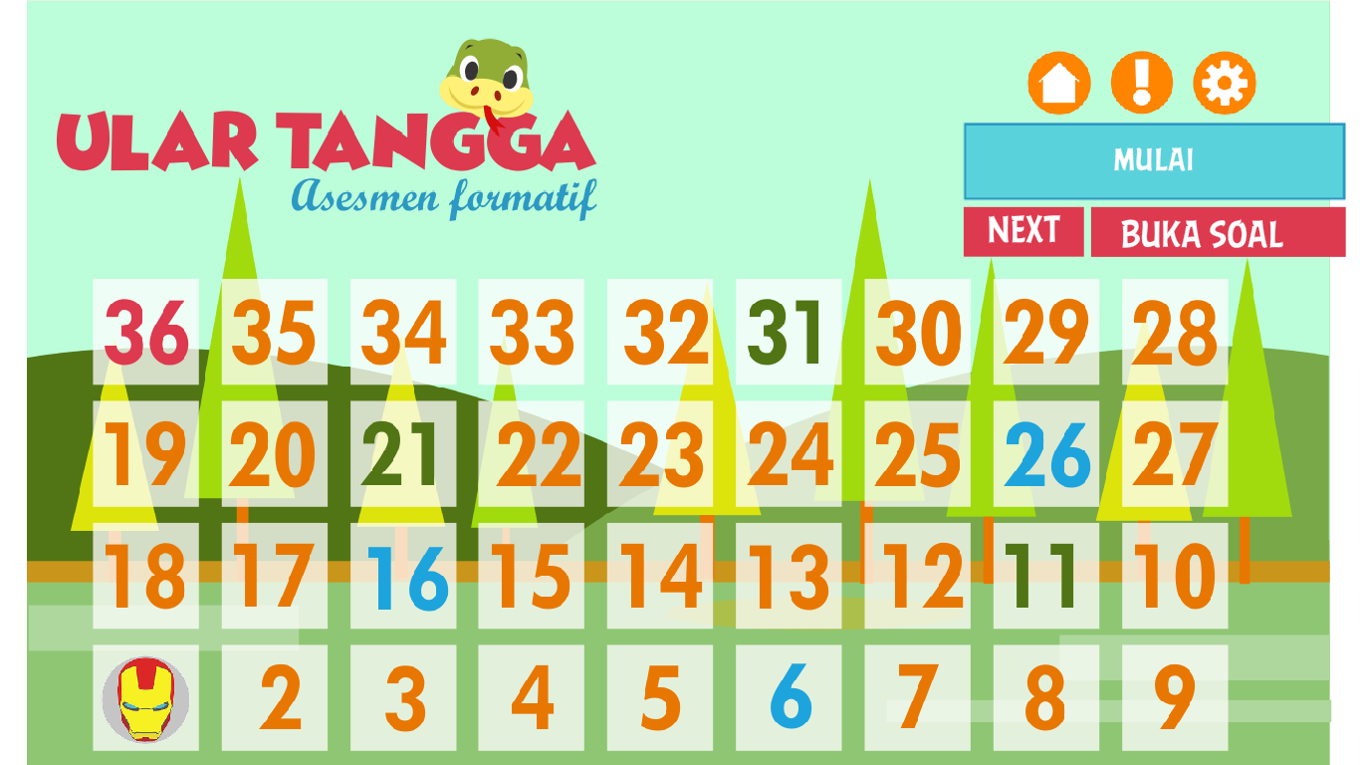 ULAR TANGGA
Asesmen formatif
MULAI
NEXT BUKA SOAL
36 35 34 33 32 31 30 29 28
19 20 21 22 23 24 25 26 27
18 17 16 15 14 13 12 11 10
2 3 4 5 6 7 8 9